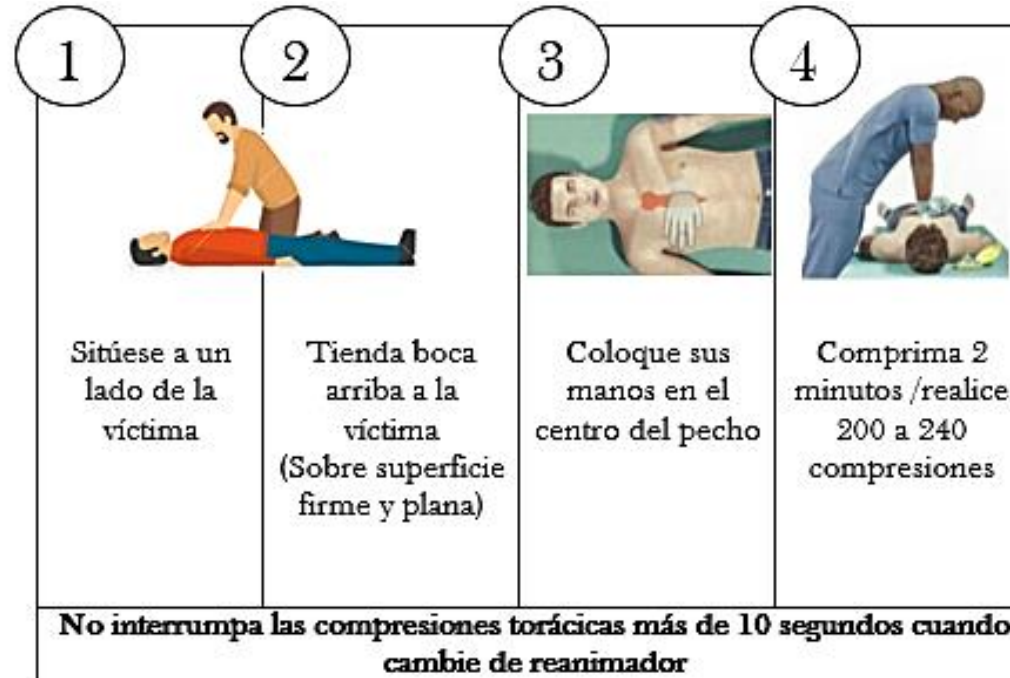 1
2
3
4
Sitúese a un
lado de la
víctima
Tienda boca
arriba a la
víctima
(Sobre superficie
firme y plana)
Coloque sus
manos en el
centro del pecho
Comprima 2
minutos /realice
200 a 240
compresiones
No interrumpa las compresiones torácicas más de 10 segundos cuando
cambie de reanimador